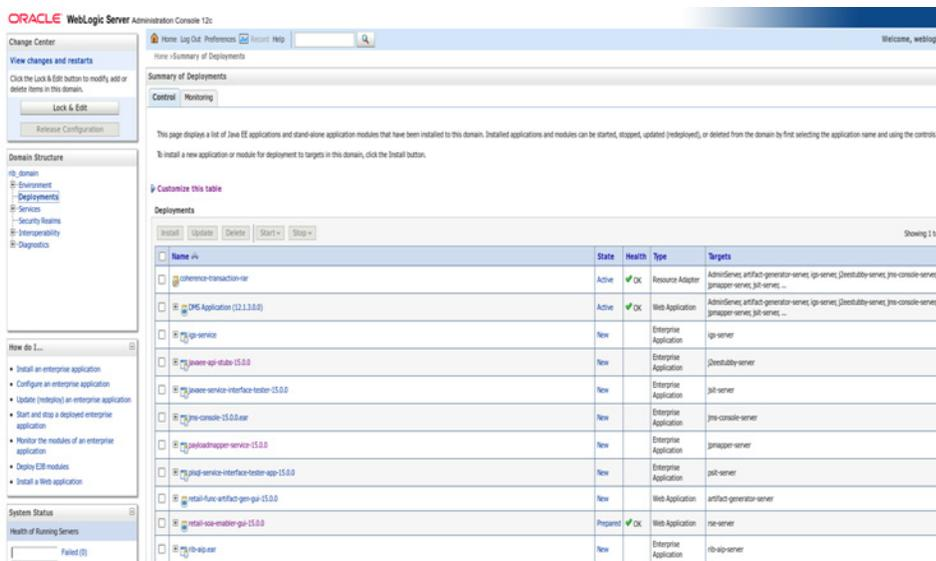 ORACLE WebLogic Server Administration Console 12c
Change Center
View changes and restarts
Click the Lock & Edit button to modify, add or
delete items in this domain.
Lock & Edit
Release Configuration
Domain Structure
rib_domain
Environment
Deployments
Services
Security Realms
Interoperability
Diagnostics
How do I...
Install an enterprise application
Configure an enterprise application
Update (redeploy) an enterprise application
Start and stop a deployed enterprise
application
Monitor the modules of an enterprise
application
Deploy EJB modules
Install a Web application
System Status
Health of Running Servers
Failed (0)
Home Log Out Preferences Record Help
Welcome, weblog
Home >Summary of Deployments
Summary of Deployments
Control Monitoring
This page displays a list of Java EE applications and stand-alone application modules that have been installed to this domain. Installed applications and modules can be started, stopped, updated (redeployed), or deleted from the domain by first selecting the application name and using the controls
To install a new application or module for deployment to targets in this domain, click the Install button.
Customize this table
Deployments
Install Update Delete Start Stop
Showing 1 t
Name State Health Type Targets
coherence-transaction-rar Active OK Resource Adapter AdminServer, artifact-generator-server, igs-server, j2eestubby-server, jms-console-server,
jpmapper-server, jsit-server, ...
DMS Application (12.1.3.0.0) Active OK Web Application AdminServer, artifact-generator-server, igs-server, j2eestubby-server, jms-console-server,
jpmapper-server, jsit-server, ...
igs-service New Enterprise Application igs-server
javaee-api-stubs-15.0.0 New Enterprise Application j2eestubby-server
javaee-service-interface-tester-15.0.0 New Enterprise Application jsit-server
jms-console-15.0.0.ear New Enterprise Application jms-console-server
payloadmapper-service-15.0.0 New Enterprise Application jpmapper-server
plsql-service-interface-tester-app-15.0.0 New Enterprise Application psit-server
retail-func-artifact-gen-gui-15.0.0 New Web Application artifact-generator-server
retail-soa-enabler-gui-15.0.0 Prepared OK Web Application rse-server
rib-aip.ear New Enterprise Application rib-aip-server